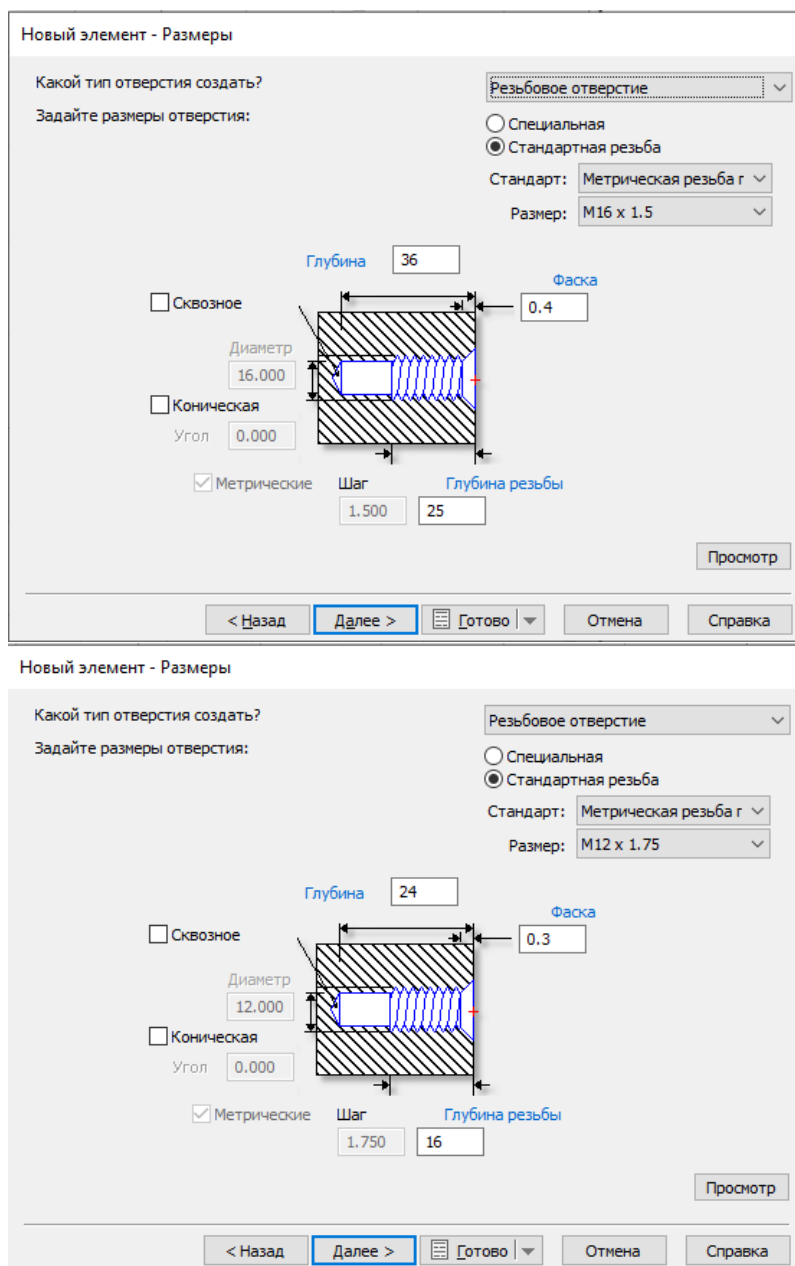 Новый элемент - Размеры
Какой тип отверстия создать?
Резьбовое отверстие
Задайте размеры отверстия:
Специальная
Стандартная резьба
Стандарт: Метрическая резьба г
Размер: M16 x 1.5
Глубина 36
Фаска
Сквозное
0.4
Диаметр
16.000
Коническая
Угол 0.000
Метрические Шаг Глубина резьбы
1.500 25
Просмотр
< Назад Далее > Готово Отмена Справка
Новый элемент - Размеры
Какой тип отверстия создать?
Резьбовое отверстие
Задайте размеры отверстия:
Специальная
Стандартная резьба
Стандарт: Метрическая резьба г
Размер: M12 x 1.75
Глубина 24
Фаска
Сквозное
0.3
Диаметр
12.000
Коническая
Угол 0.000
Метрические Шаг Глубина резьбы
1.750 16
Просмотр
< Назад Далее > Готово Отмена Справка